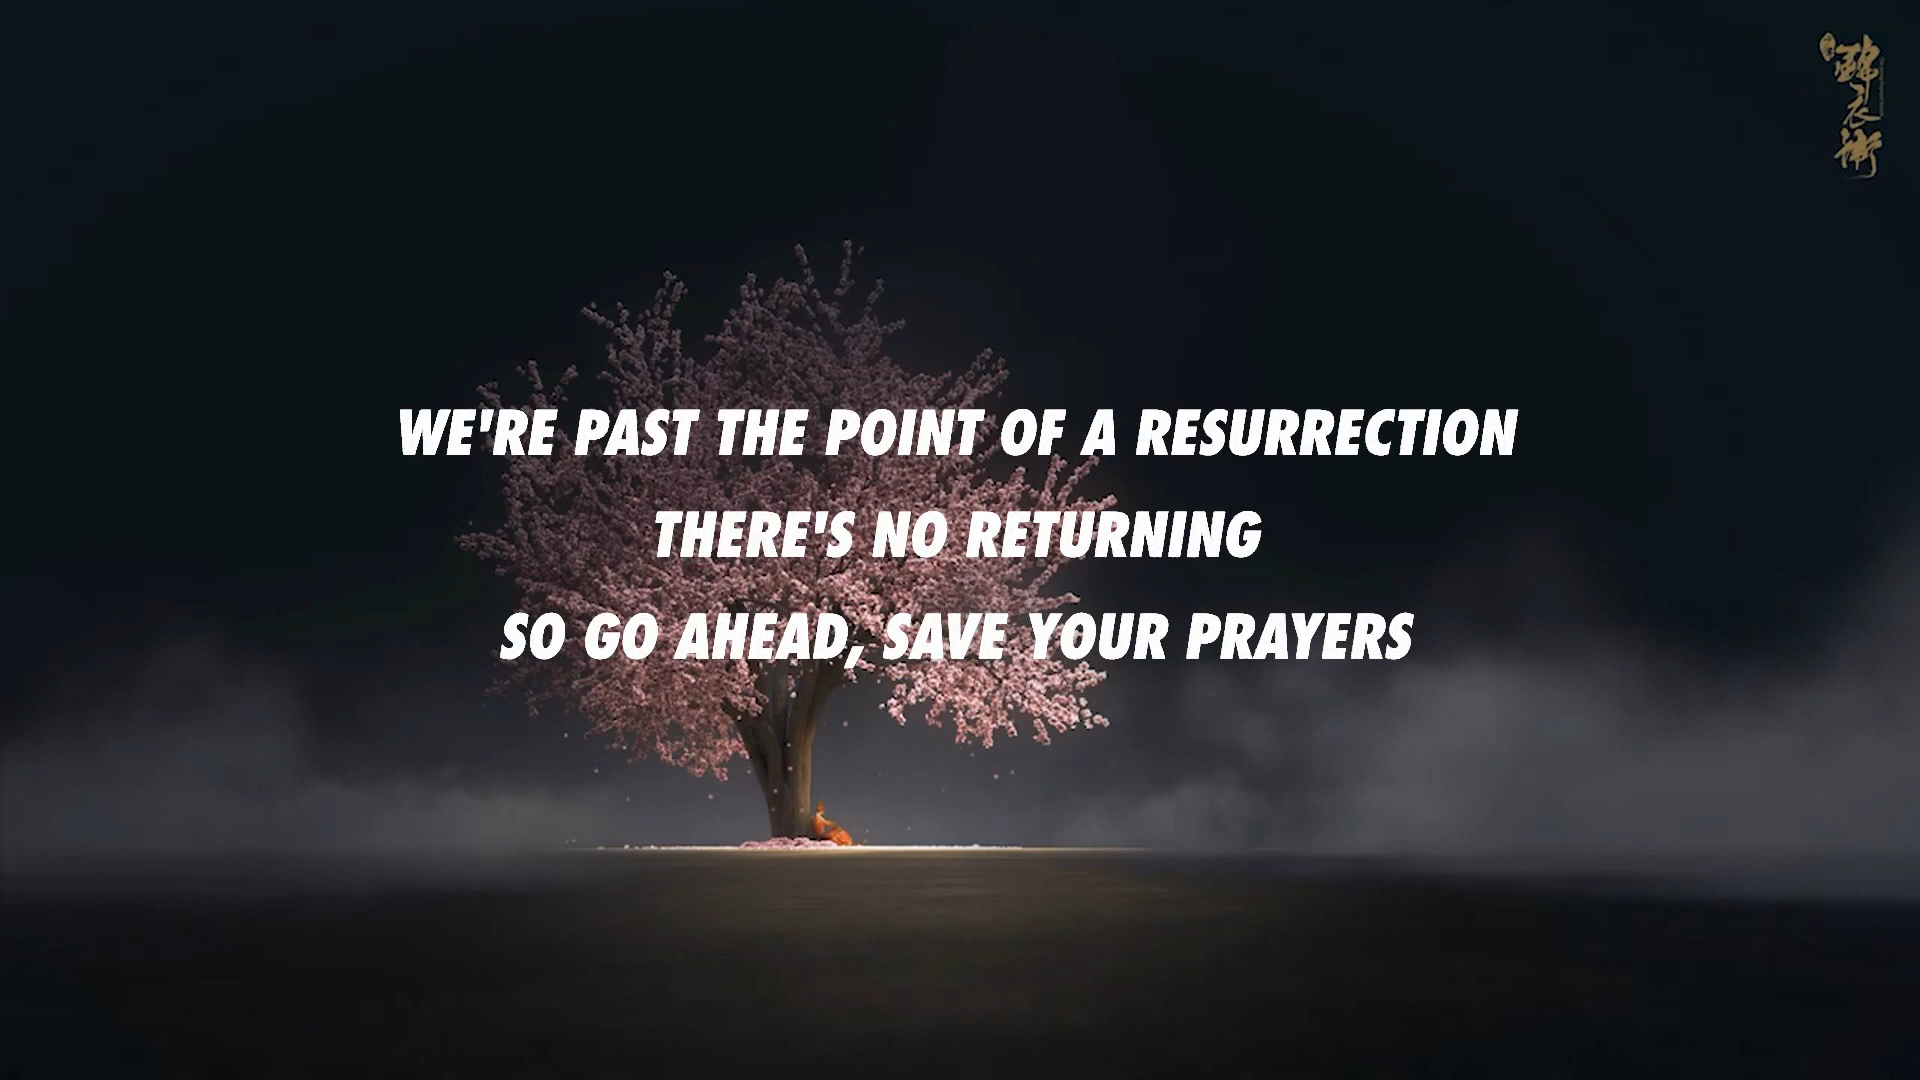 WE'RE PAST THE POINT OF A RESURRECTION
THERE'S NO RETURNING
SO GO AHEAD, SAVE YOUR PRAYERS